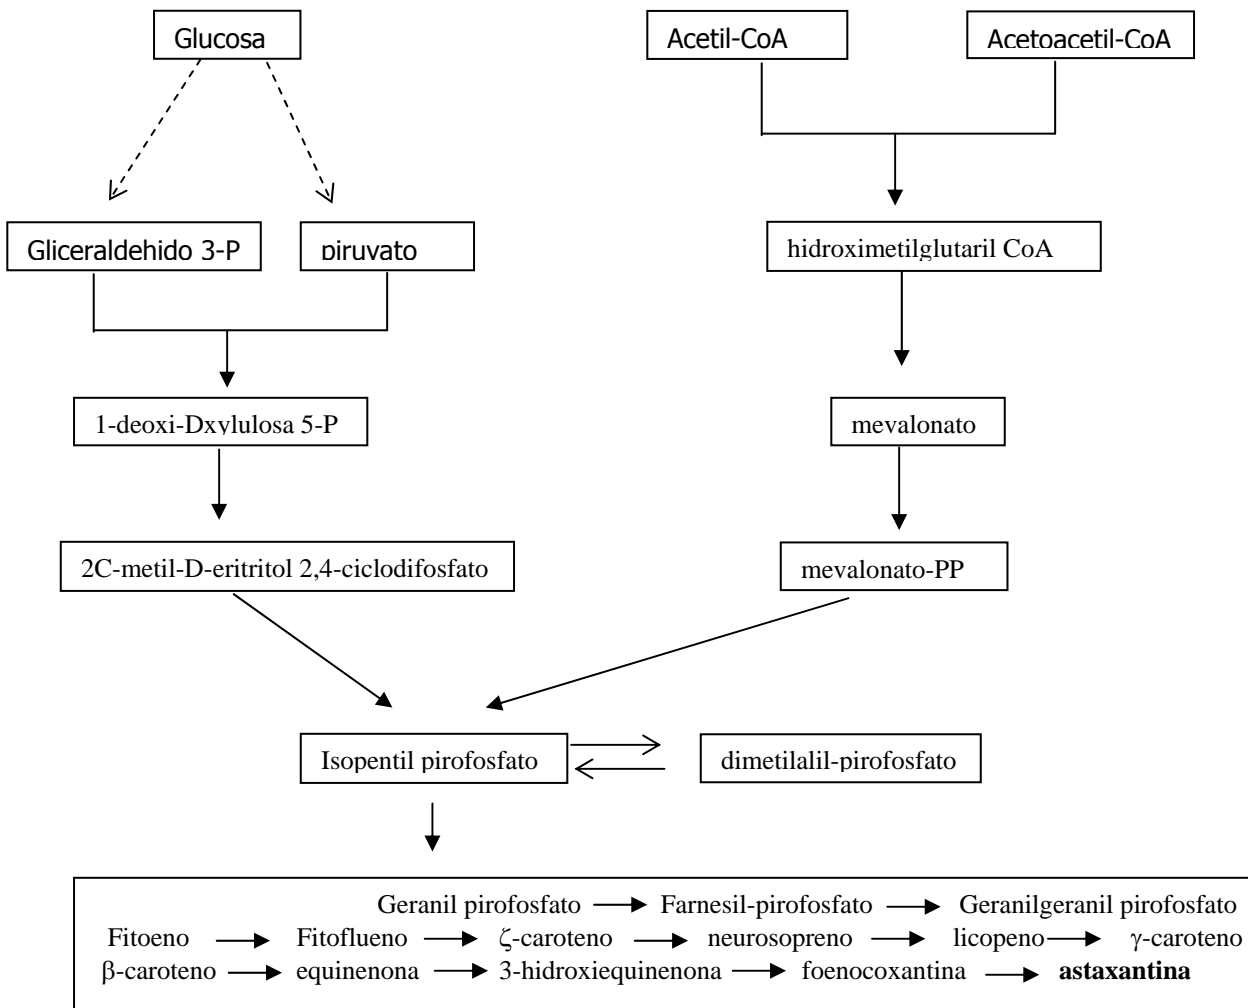 Glucosa
Acetil-CoA
Acetoacetil-CoA
Gliceraldehido 3-P
piruvato
hidroximetilglutaril CoA
1-deoxi-Dxylulosa 5-P
mevalonato
2C-metil-D-eritritol 2,4-ciclodifosfato
mevalonato-PP
Isopentil pirofosfato
dimetilalil-pirofosfato
Geranil pirofosfato → Farnesil-pirofosfato → Geranilgeranil pirofosfato
Fitoeno → Fitoflueno → ζ-caroteno → neurosopreno → licopeno → γ-caroteno
β-caroteno → equinenona → 3-hidroxiequinenona → foenocoxantina → astaxantina